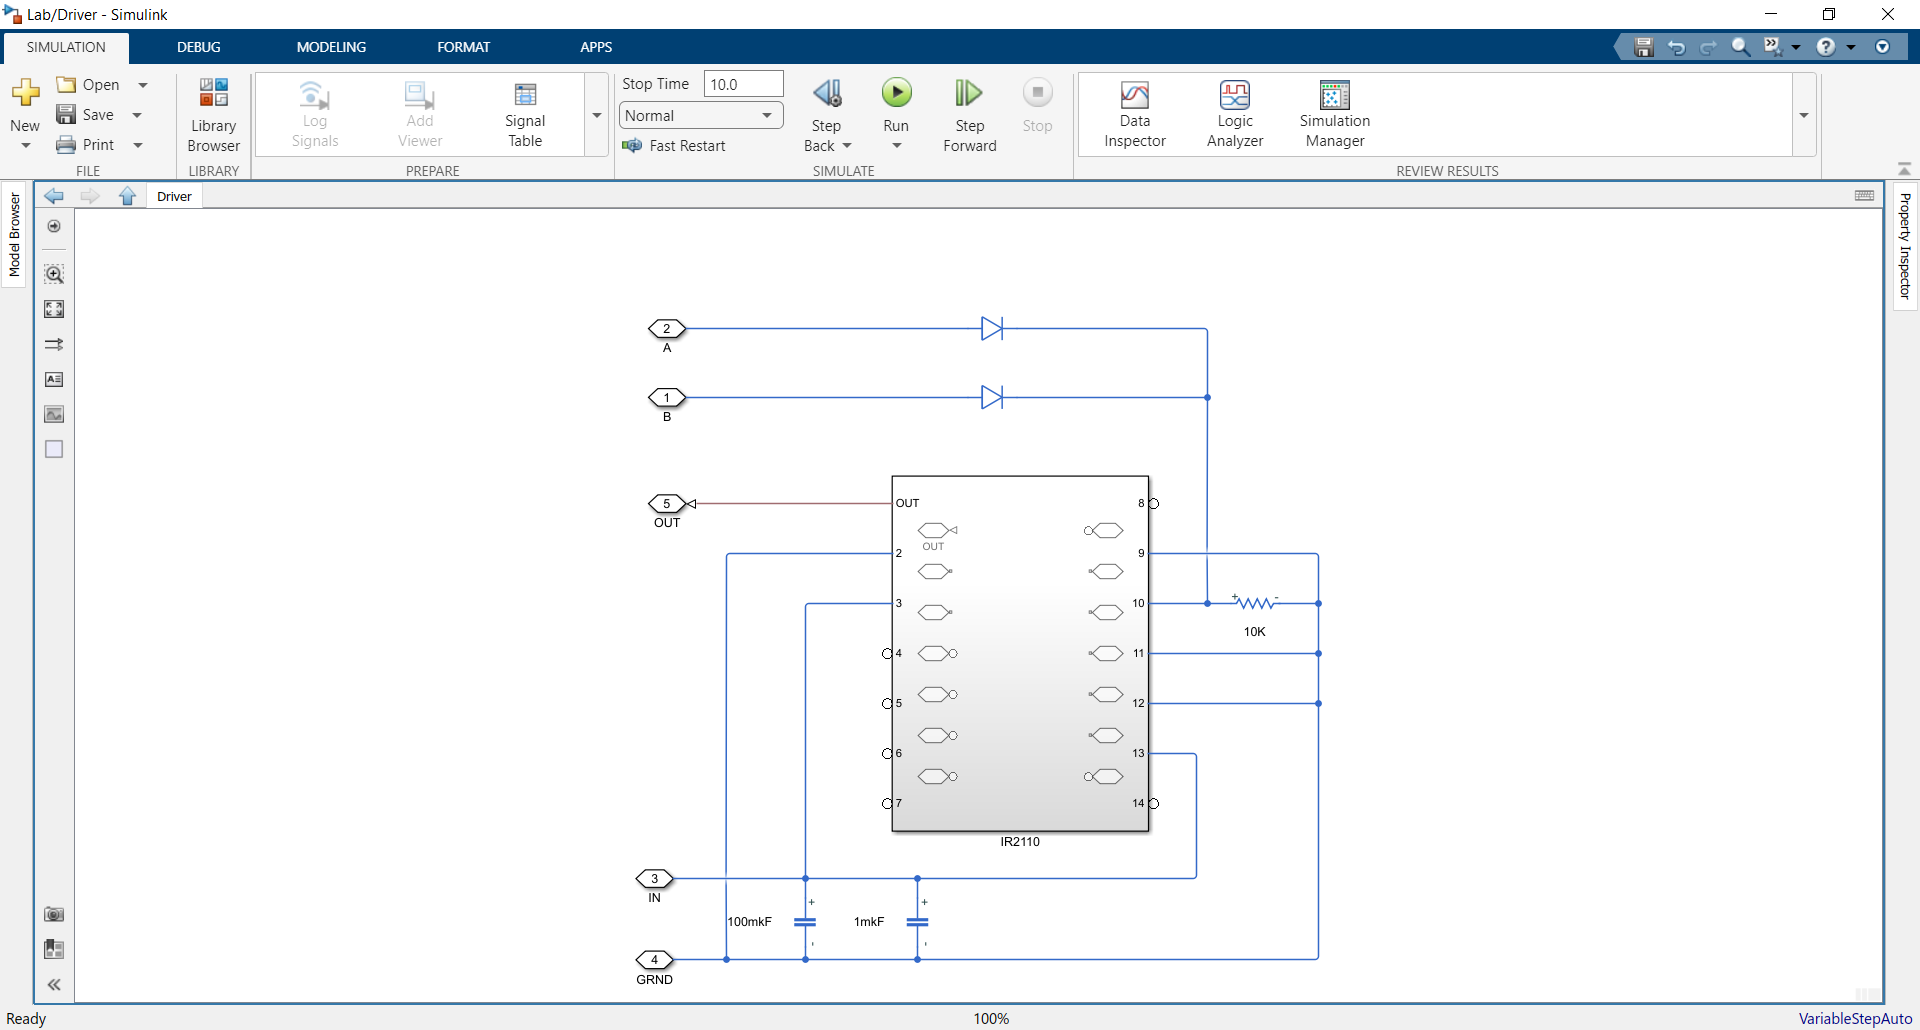 Lab/Driver - Simulink
SIMULATION DEBUG MODELING FORMAT APPS
New
Open
Save
Print
FILE
Library
Browser
LIBRARY
Log
Signals
Add
Viewer
Signal
Table
PREPARE
Stop Time 10.0
Normal
Fast Restart
Step
Back
Run
Step
Forward
Stop
SIMULATE
Data
Inspector
Logic
Analyzer
Simulation
Manager
REVIEW RESULTS
Model Browser
Driver
Property Inspector
2
A
1
B
5
OUT
OUT
OUT
2
3
4
5
6
7
8
9
10
11
12
13
14
IR2110
+ -
10K
3
IN
+
100mkF
-
+
1mkF
-
4
GRND
Ready 100% VariableStepAuto